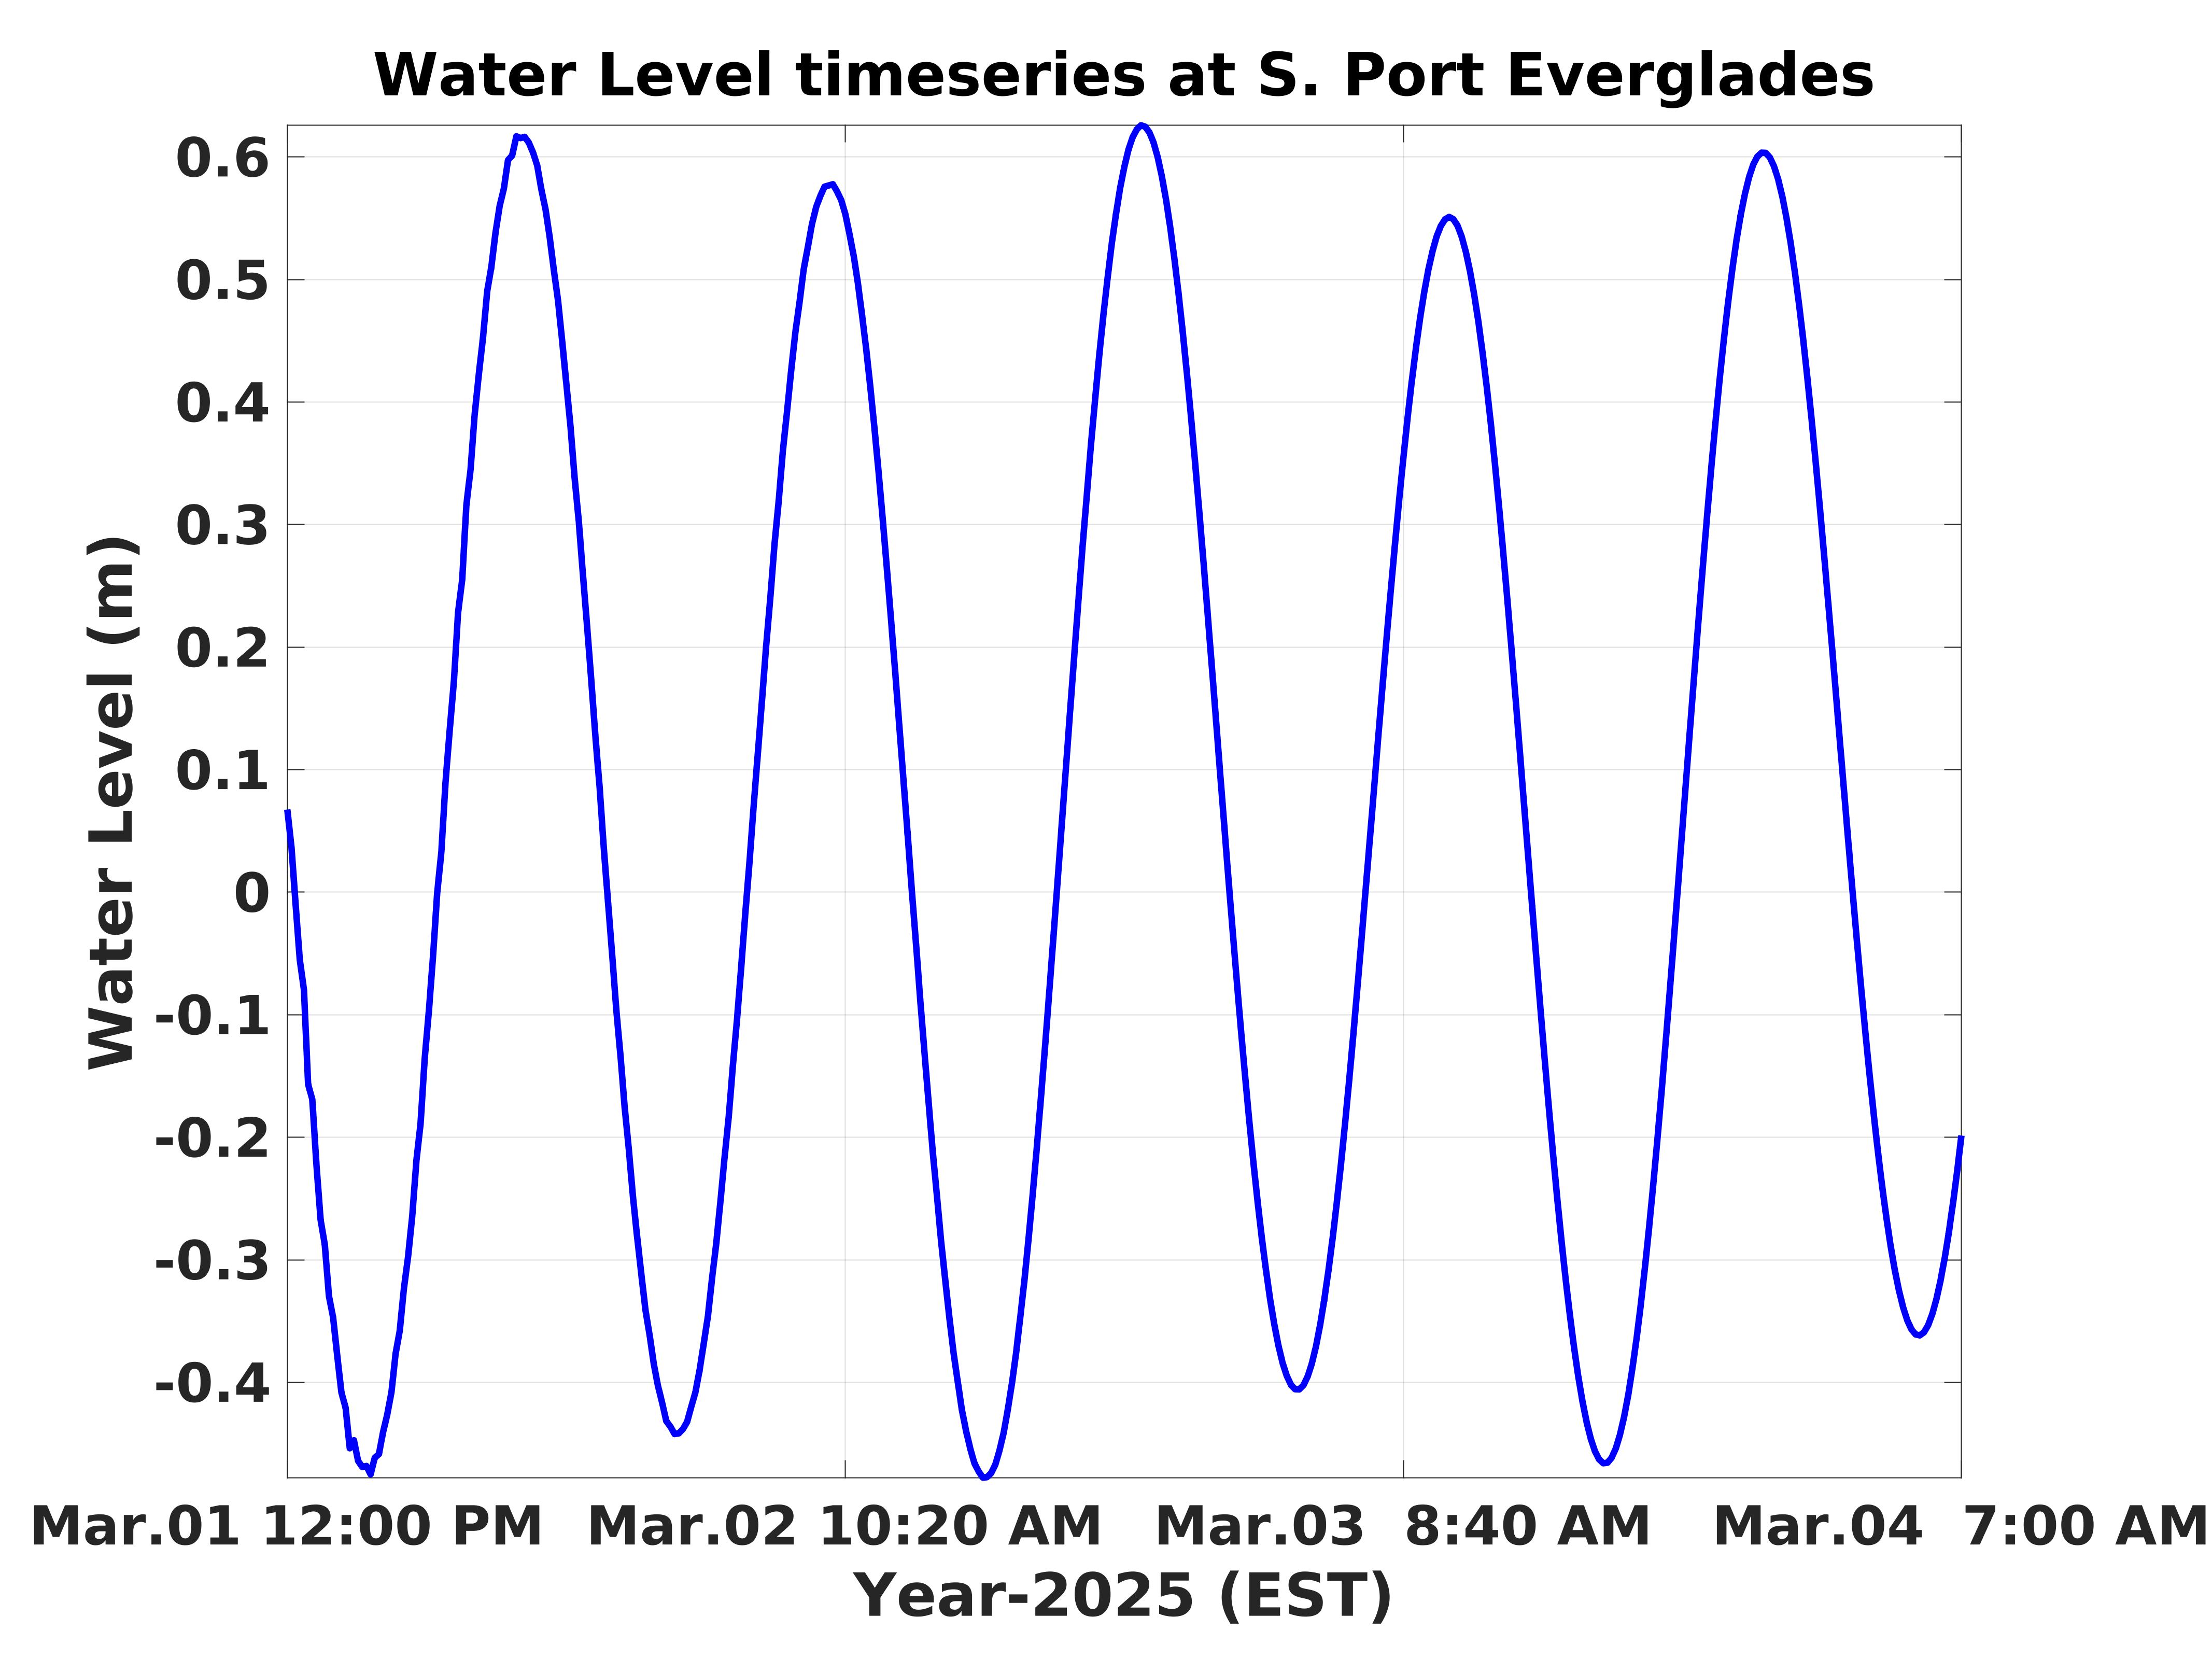 Water Level timeseries at S. Port Everglades
0.6
0.5
0.4
0.3
0.2
0.1
0
-0.1
-0.2
-0.3
-0.4
Water Level (m)
Mar.01 12:00 PM Mar.02 10:20 AM Mar.03 8:40 AM Mar.04 7:00 AM
Year-2025 (EST)